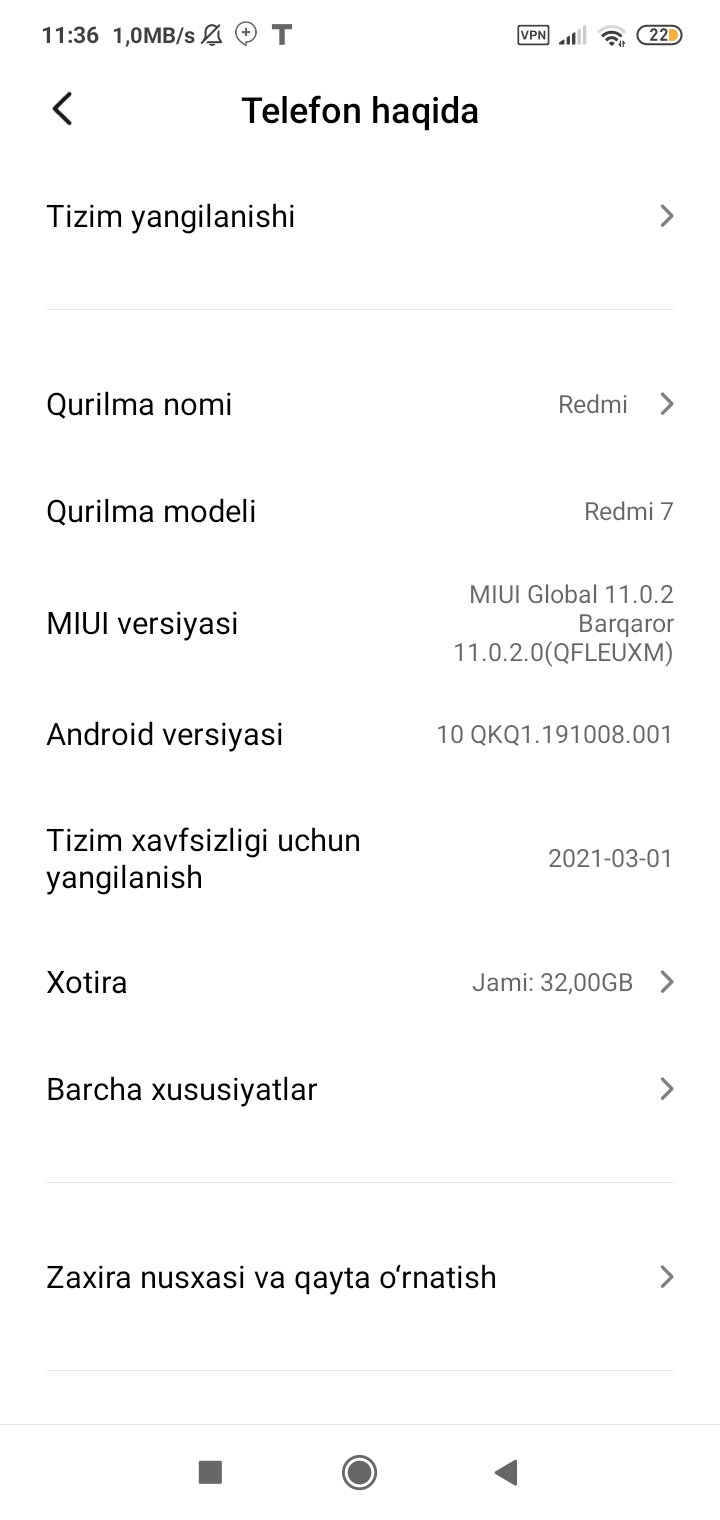 11:36 1,0MB/s T VPN 22
Telefon haqida
Tizim yangilanishi
Qurilma nomi Redmi
Qurilma modeli Redmi 7
MIUI versiyasi MIUI Global 11.0.2
Barqaror
11.0.2.0(QFLEUXM)
Android versiyasi 10 QKQ1.191008.001
Tizim xavfsizligi uchun
yangilanish 2021-03-01
Xotira Jami: 32,00GB
Barcha xususiyatlar
Zaxira nusxasi va qayta oʻrnatish